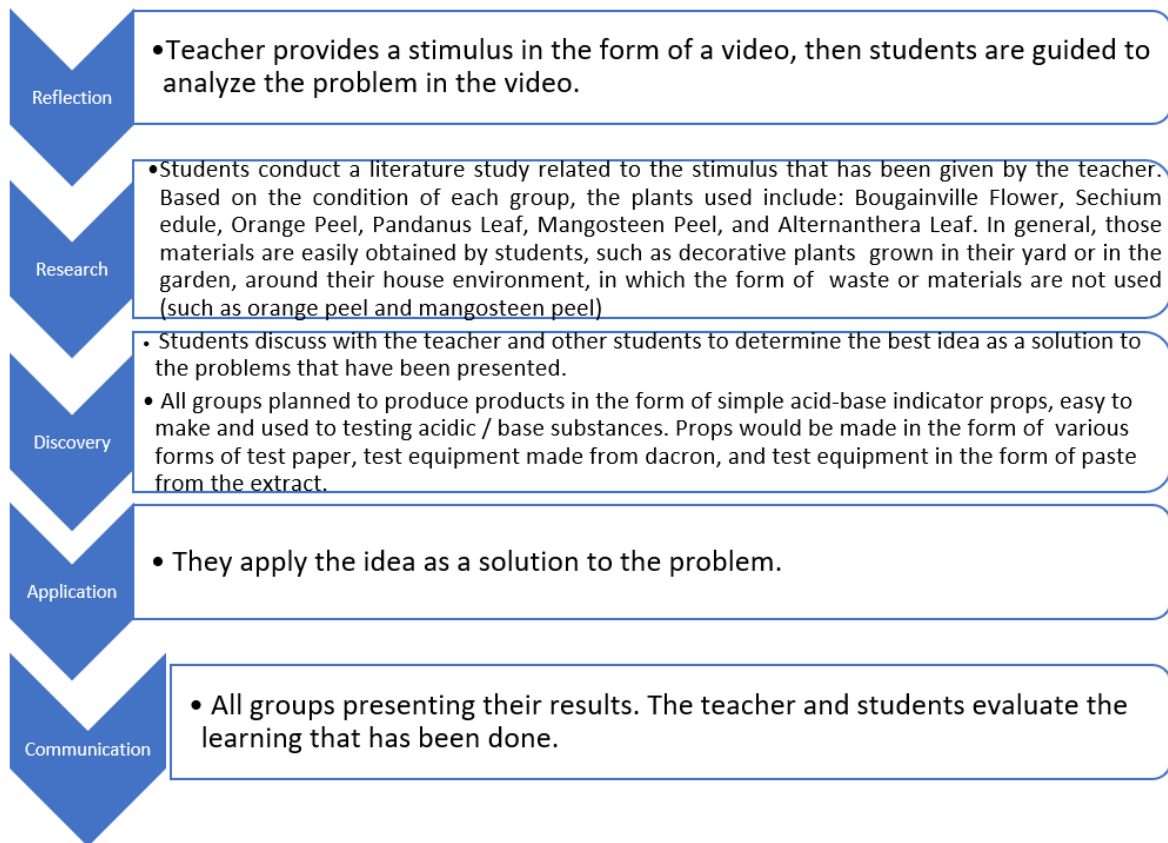 Reflection
•Teacher provides a stimulus in the form of a video, then students are guided to
analyze the problem in the video.
Research
•Students conduct a literature study related to the stimulus that has been given by the teacher.
Based on the condition of each group, the plants used include: Bougainville Flower, Sechium
edule, Orange Peel, Pandanus Leaf, Mangosteen Peel, and Alternanthera Leaf. In general, those
materials are easily obtained by students, such as decorative plants grown in their yard or in the
garden, around their house environment, in which the form of waste or materials are not used
(such as orange peel and mangosteen peel)
Discovery
• Students discuss with the teacher and other students to determine the best idea as a solution to
the problems that have been presented.
• All groups planned to produce products in the form of simple acid-base indicator props, easy to
make and used to testing acidic / base substances. Props would be made in the form of various
forms of test paper, test equipment made from dacron, and test equipment in the form of paste
from the extract.
Application
• They apply the idea as a solution to the problem.
Communication
• All groups presenting their results. The teacher and students evaluate the
learning that has been done.